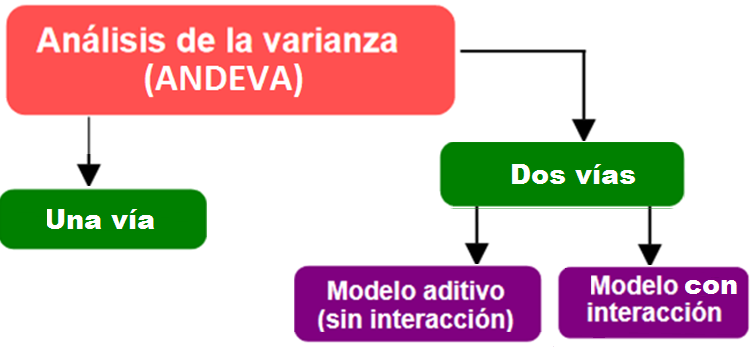 Análisis de la varianza
(ANDEVA)
Una vía
Dos vías
Modelo aditivo
(sin interacción)
Modelo con
interacción